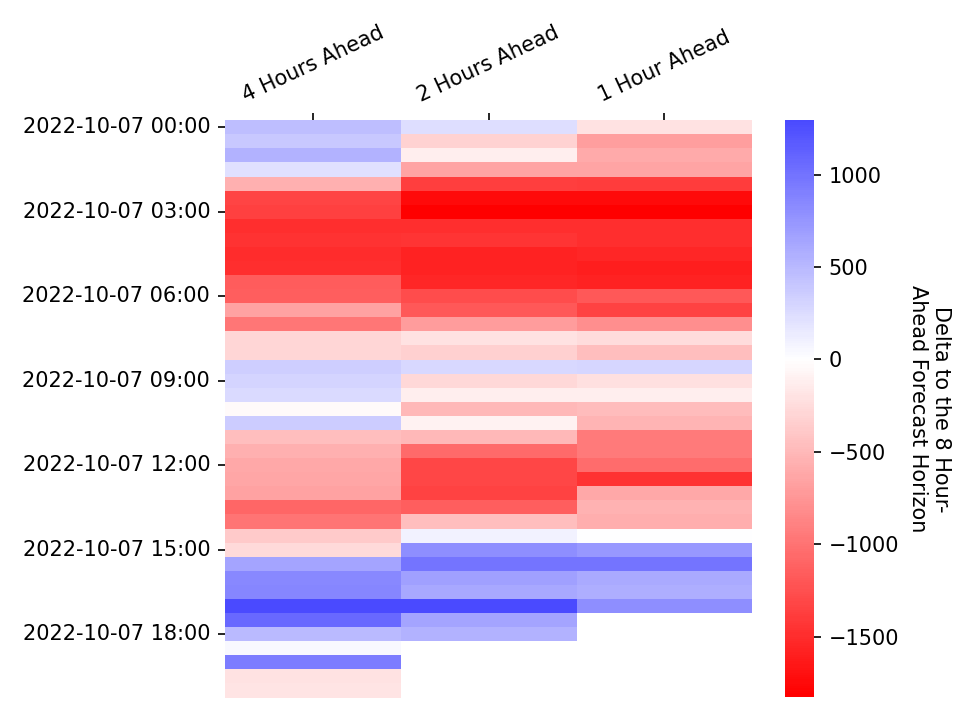 4 Hours Ahead
2 Hours Ahead
1 Hour Ahead
2022-10-07 00:00
2022-10-07 03:00
2022-10-07 06:00
2022-10-07 09:00
2022-10-07 12:00
2022-10-07 15:00
2022-10-07 18:00
1000
500
0
−500
−1000
−1500
Delta to the 8 Hour-
Ahead Forecast Horizon